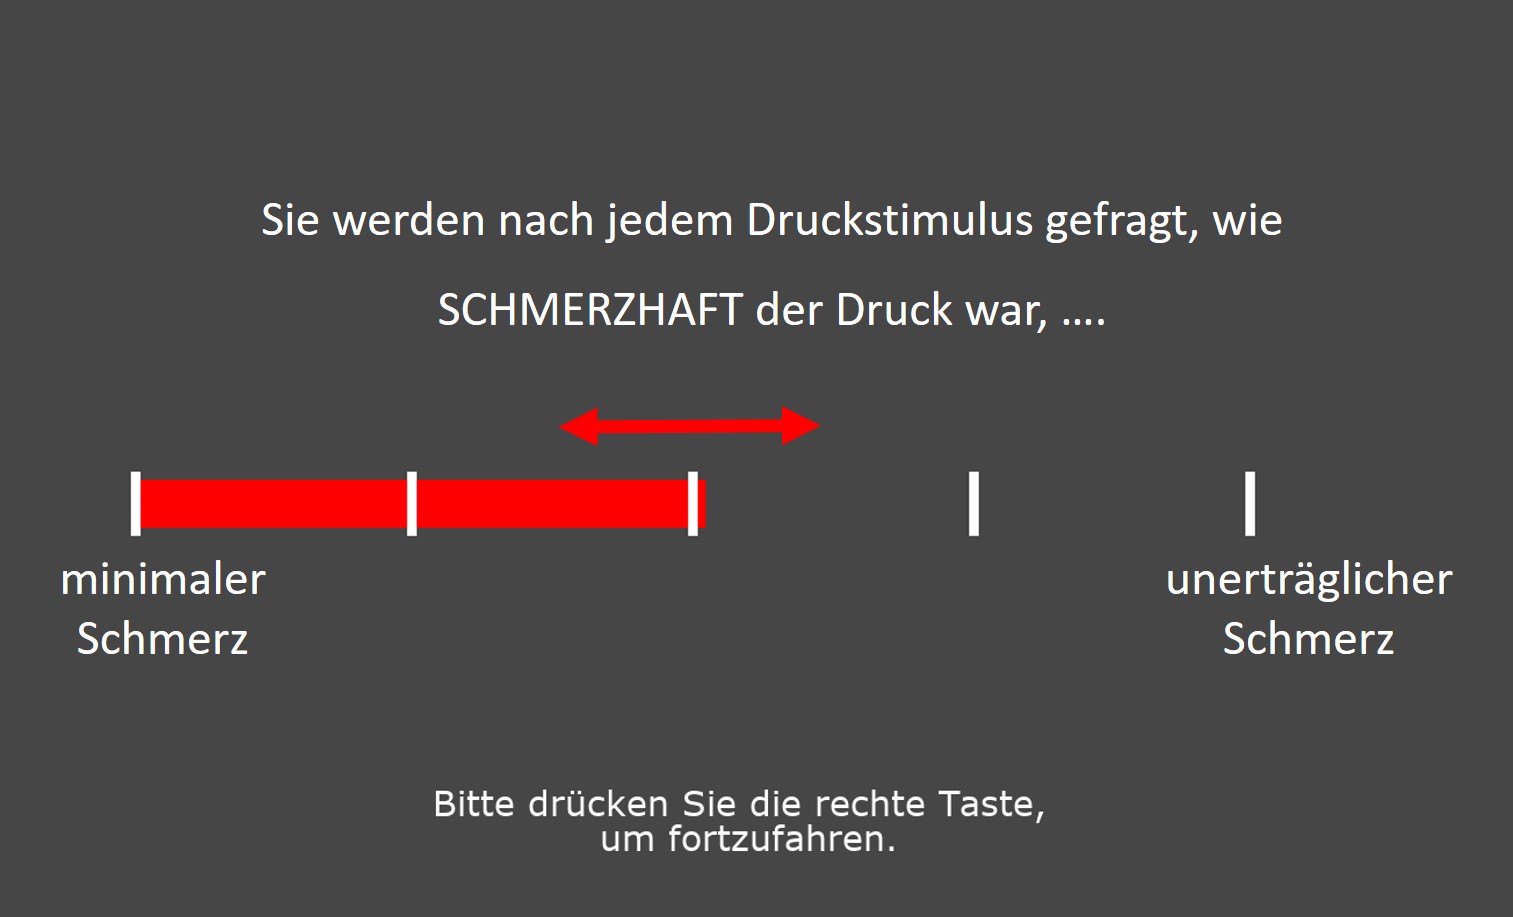 Sie werden nach jedem Druckstimulus gefragt, wie
SCHMERZHAFT der Druck war, ....
minimaler
Schmerz
unerträglicher
Schmerz
Bitte drücken Sie die rechte Taste,
um fortzufahren.